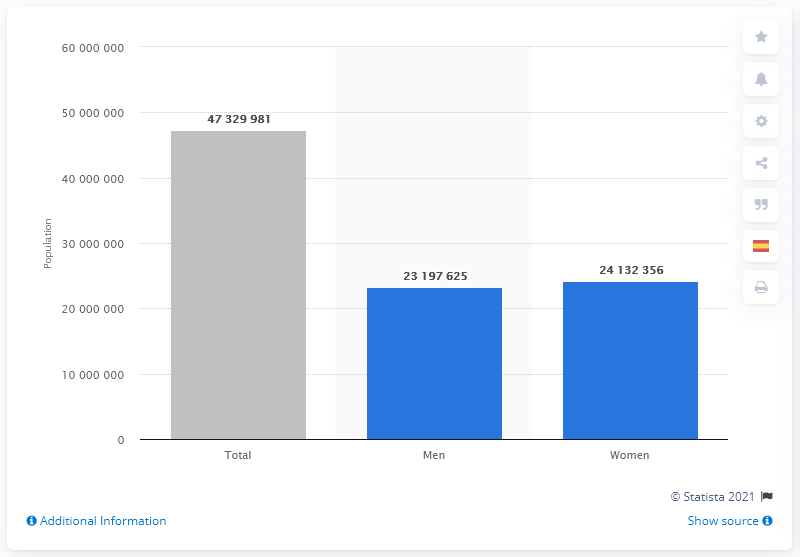 60 000 000
50 000 000
40 000 000
30 000 000
20 000 000
10 000 000
0
Population
47 329 981
23 197 625
24 132 356
Total
Men
Women
© Statista 2021
Additional Information
Show source